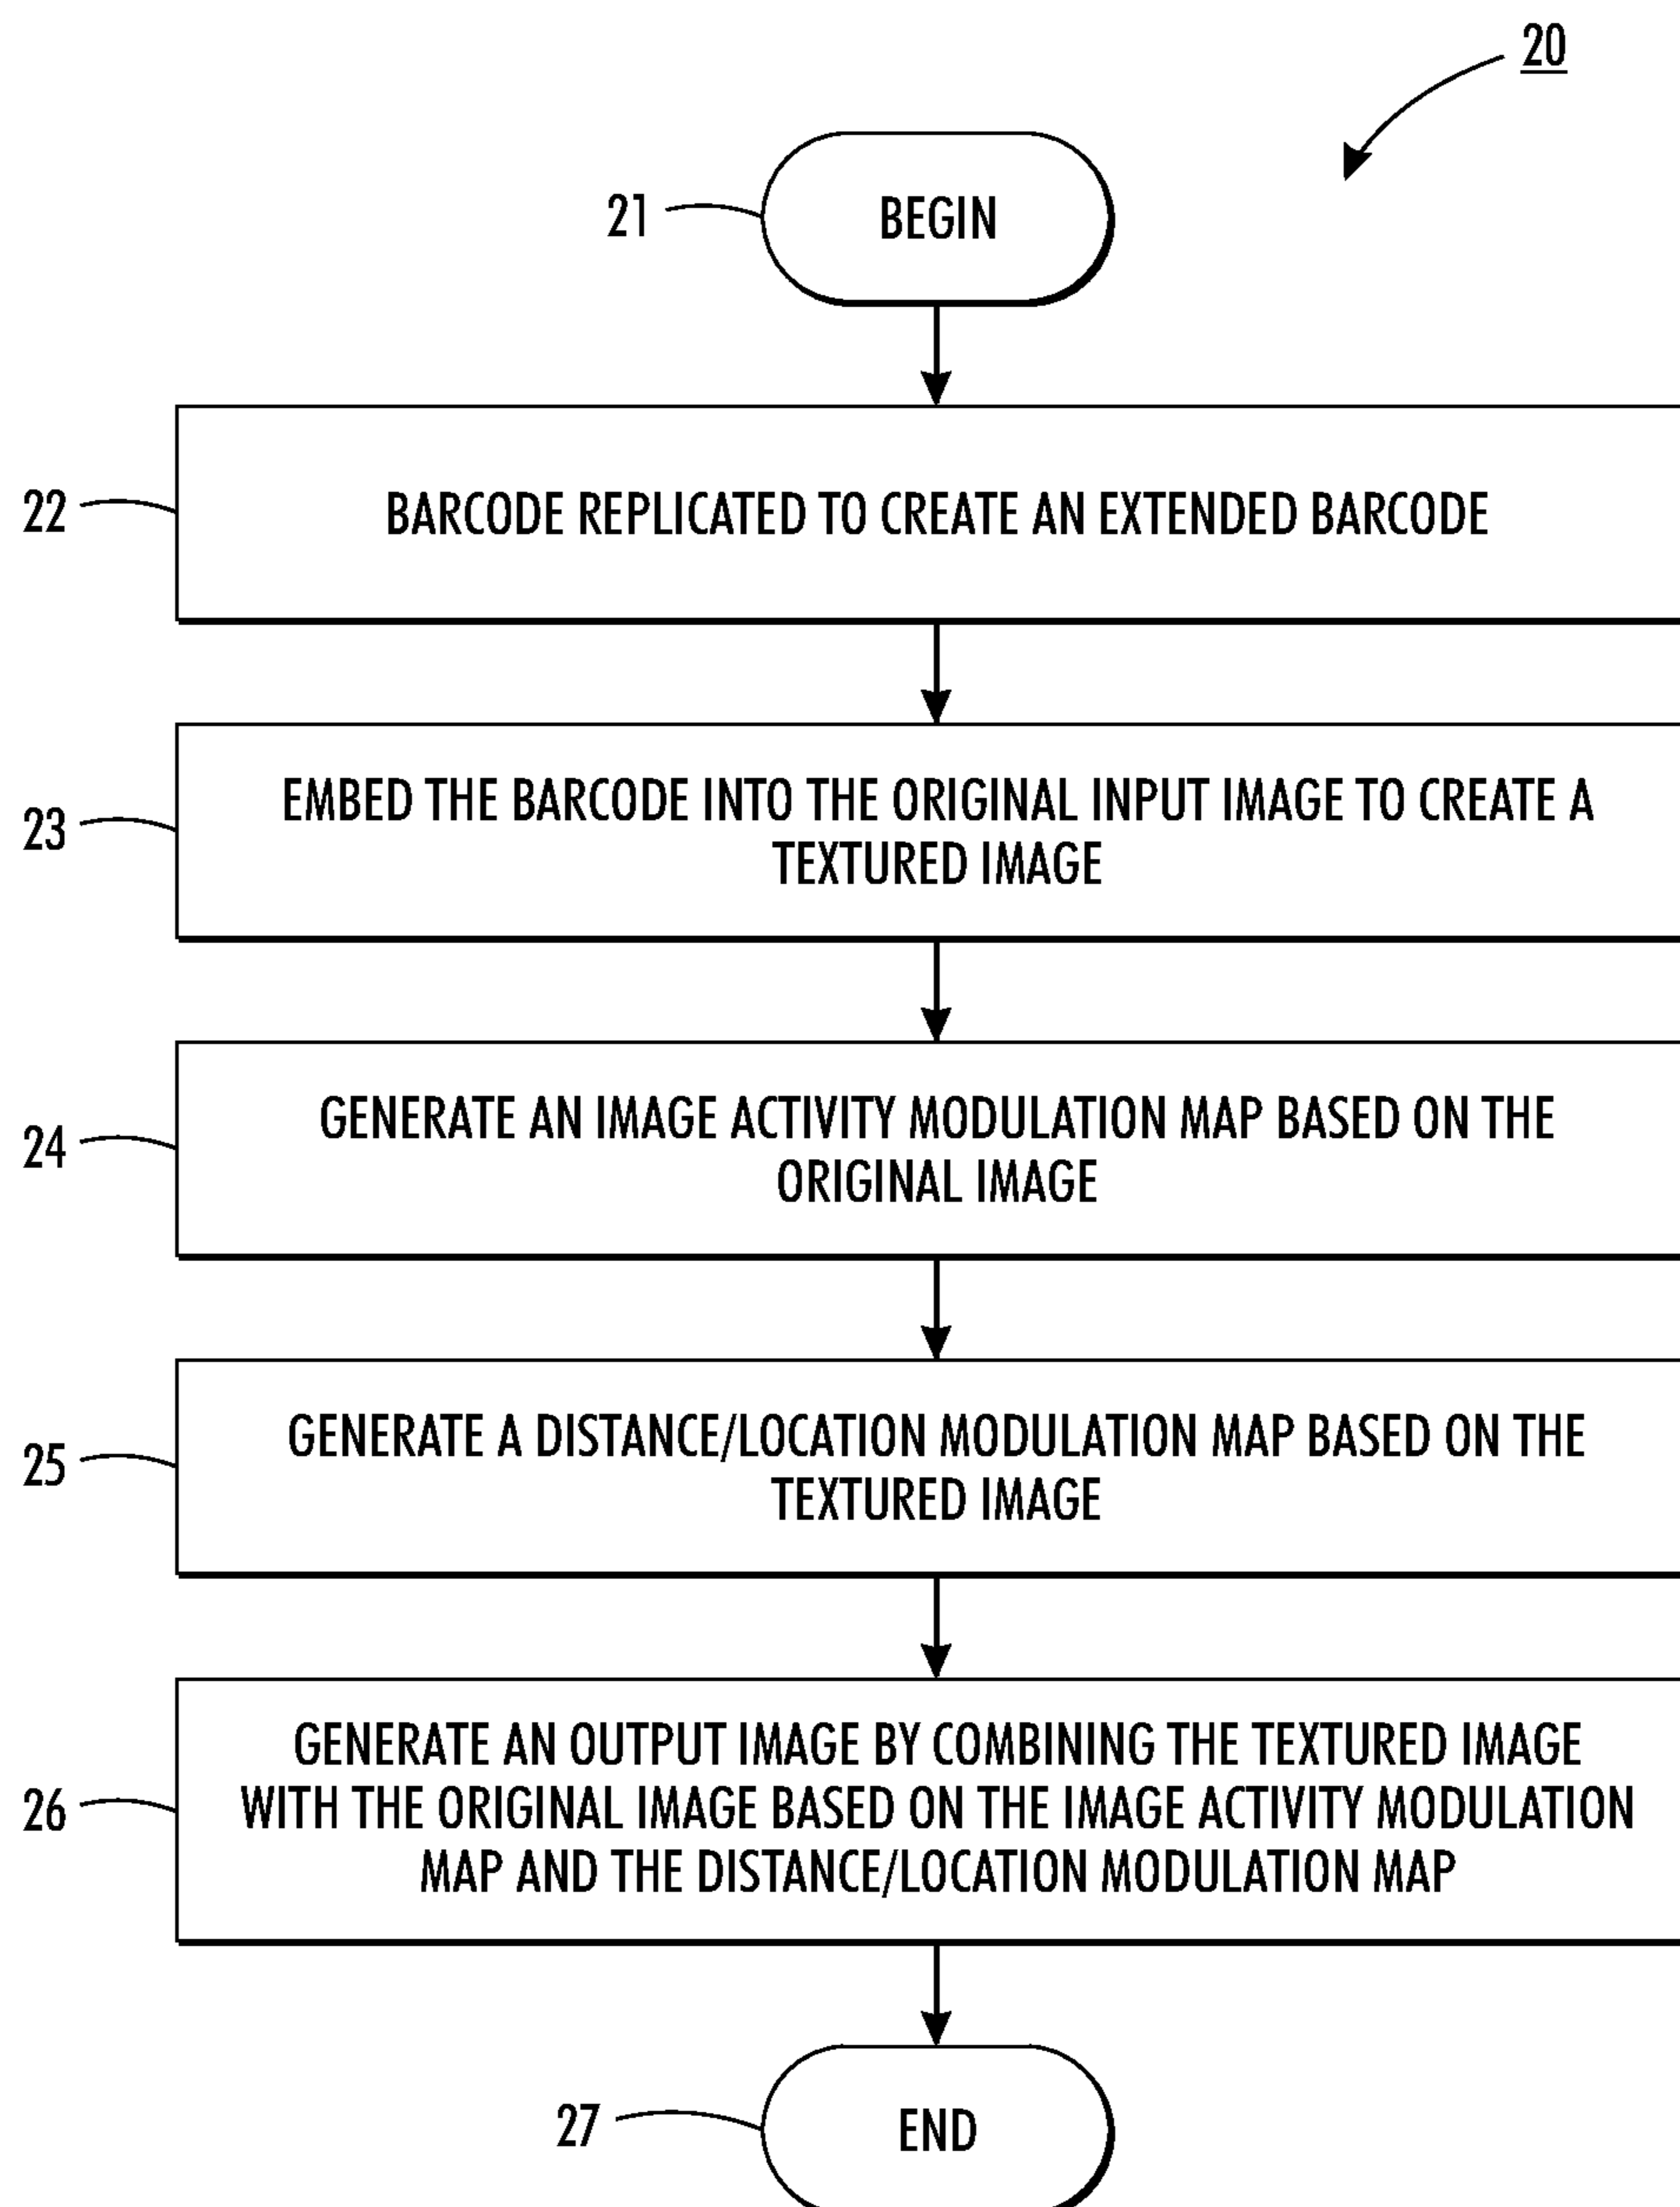 20
21
BEGIN
22
BARCODE REPLICATED TO CREATE AN EXTENDED BARCODE
23
EMBED THE BARCODE INTO THE ORIGINAL INPUT IMAGE TO CREATE A
TEXTURED IMAGE
24
GENERATE AN IMAGE ACTIVITY MODULATION MAP BASED ON THE
ORIGINAL IMAGE
25
GENERATE A DISTANCE/LOCATION MODULATION MAP BASED ON THE
TEXTURED IMAGE
26
GENERATE AN OUTPUT IMAGE BY COMBINING THE TEXTURED IMAGE
WITH THE ORIGINAL IMAGE BASED ON THE IMAGE ACTIVITY MODULATION
MAP AND THE DISTANCE/LOCATION MODULATION MAP
27
END